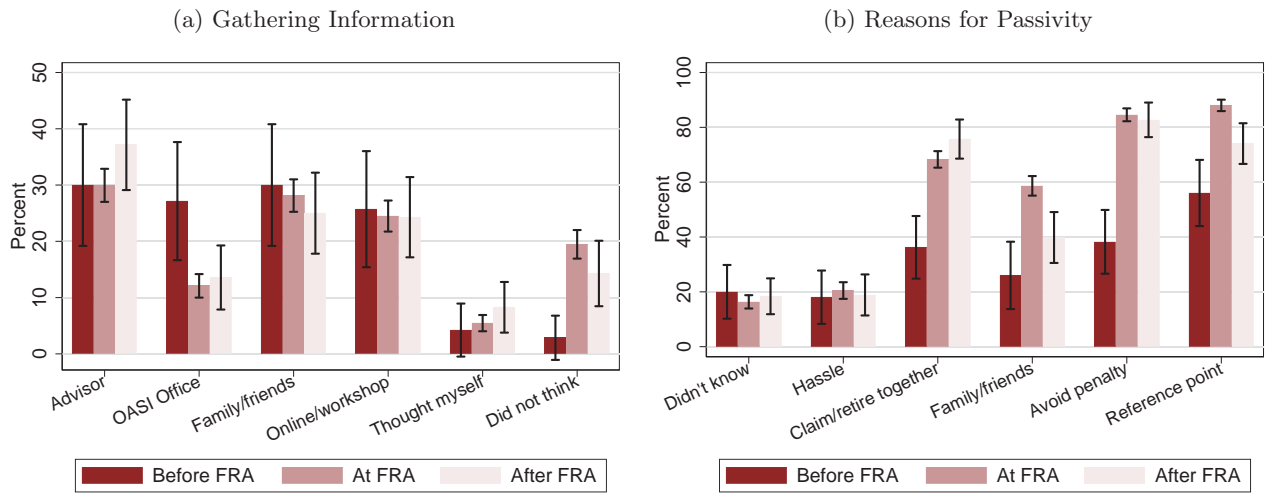 (a) Gathering Information
50
40
30
20
10
0
Percent
Advisor
OASI Office
Family/friends
Online/workshop
Thought myself
Did not think
Before FRA
At FRA
After FRA
(b) Reasons for Passivity
100
80
60
40
20
0
Percent
Didn't know
Hassle
Claim/retire together
Family/friends
Avoid penalty
Reference point
Before FRA
At FRA
After FRA